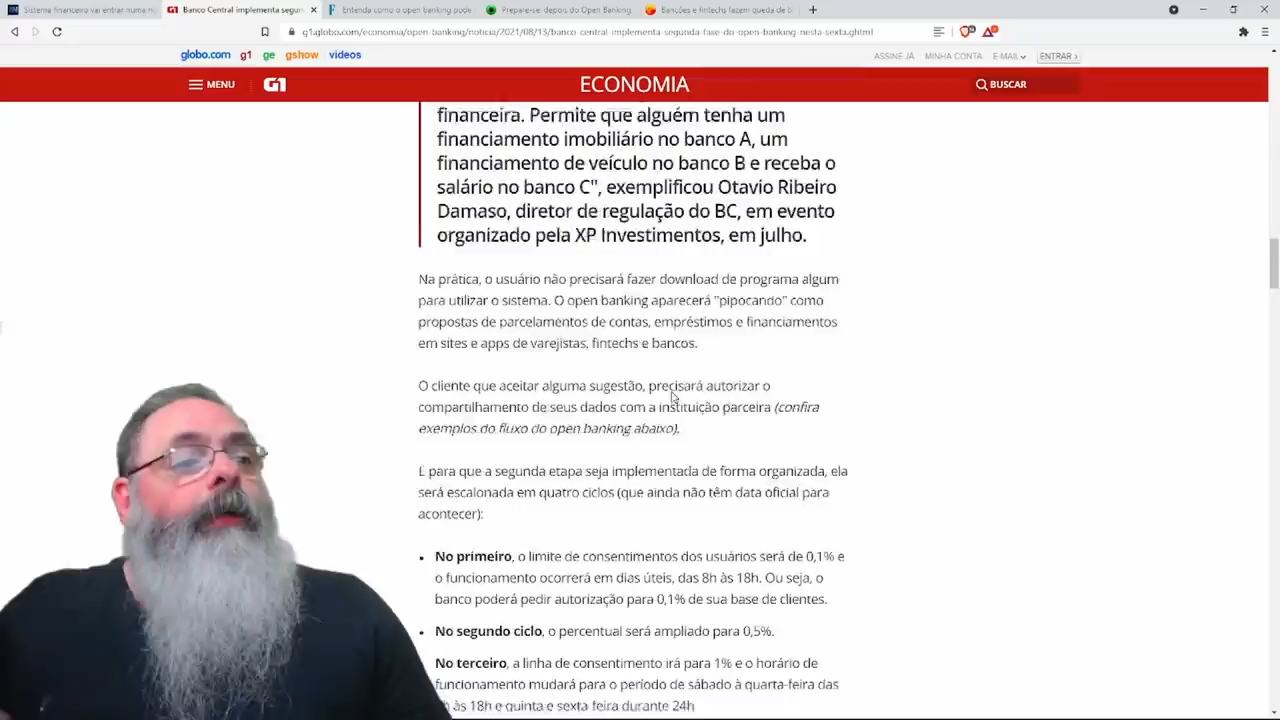 Sistema financeiro vai entrar numa no
G1 Banco Central implementa segun
Entenda como o open banking pode
Prepare-se: depois do Open Banking,
Bancões e fintechs fazem queda de b
g1.globo.com/economia/open-banking/noticia/2021/08/13/banco-central-implementa-segunda-fase-do-open-banking-nesta-sexta.ghtml
globo.com g1 ge gshow videos
ASSINE JÁ MINHA CONTA E-MAIL ENTRAR
MENU G1 ECONOMIA BUSCAR
financeira. Permite que alguém tenha um
financiamento imobiliário no banco A, um
financiamento de veículo no banco B e receba o
salário no banco C", exemplificou Otavio Ribeiro
Damaso, diretor de regulação do BC, em evento
organizado pela XP Investimentos, em julho.
Na prática, o usuário não precisará fazer download de programa algum
para utilizar o sistema. O open banking aparecerá "pipocando" como
propostas de parcelamentos de contas, empréstimos e financiamentos
em sites e apps de varejistas, fintechs e bancos.
O cliente que aceitar alguma sugestão, precisará autorizar o
compartilhamento de seus dados com a instituição parceira (confira
exemplos do fluxo do open banking abaixo).
E para que a segunda etapa seja implementada de forma organizada, ela
será escalonada em quatro ciclos (que ainda não têm data oficial para
acontecer):
• No primeiro, o limite de consentimentos dos usuários será de 0,1% e
o funcionamento ocorrerá em dias úteis, das 8h às 18h. Ou seja, o
banco poderá pedir autorização para 0,1% de sua base de clientes.
• No segundo ciclo, o percentual será ampliado para 0,5%.
No terceiro, a linha de consentimento irá para 1% e o horário de
funcionamento mudará para o período de sábado à quarta-feira das
h às 18h e quinta e sexta feira durante 24h